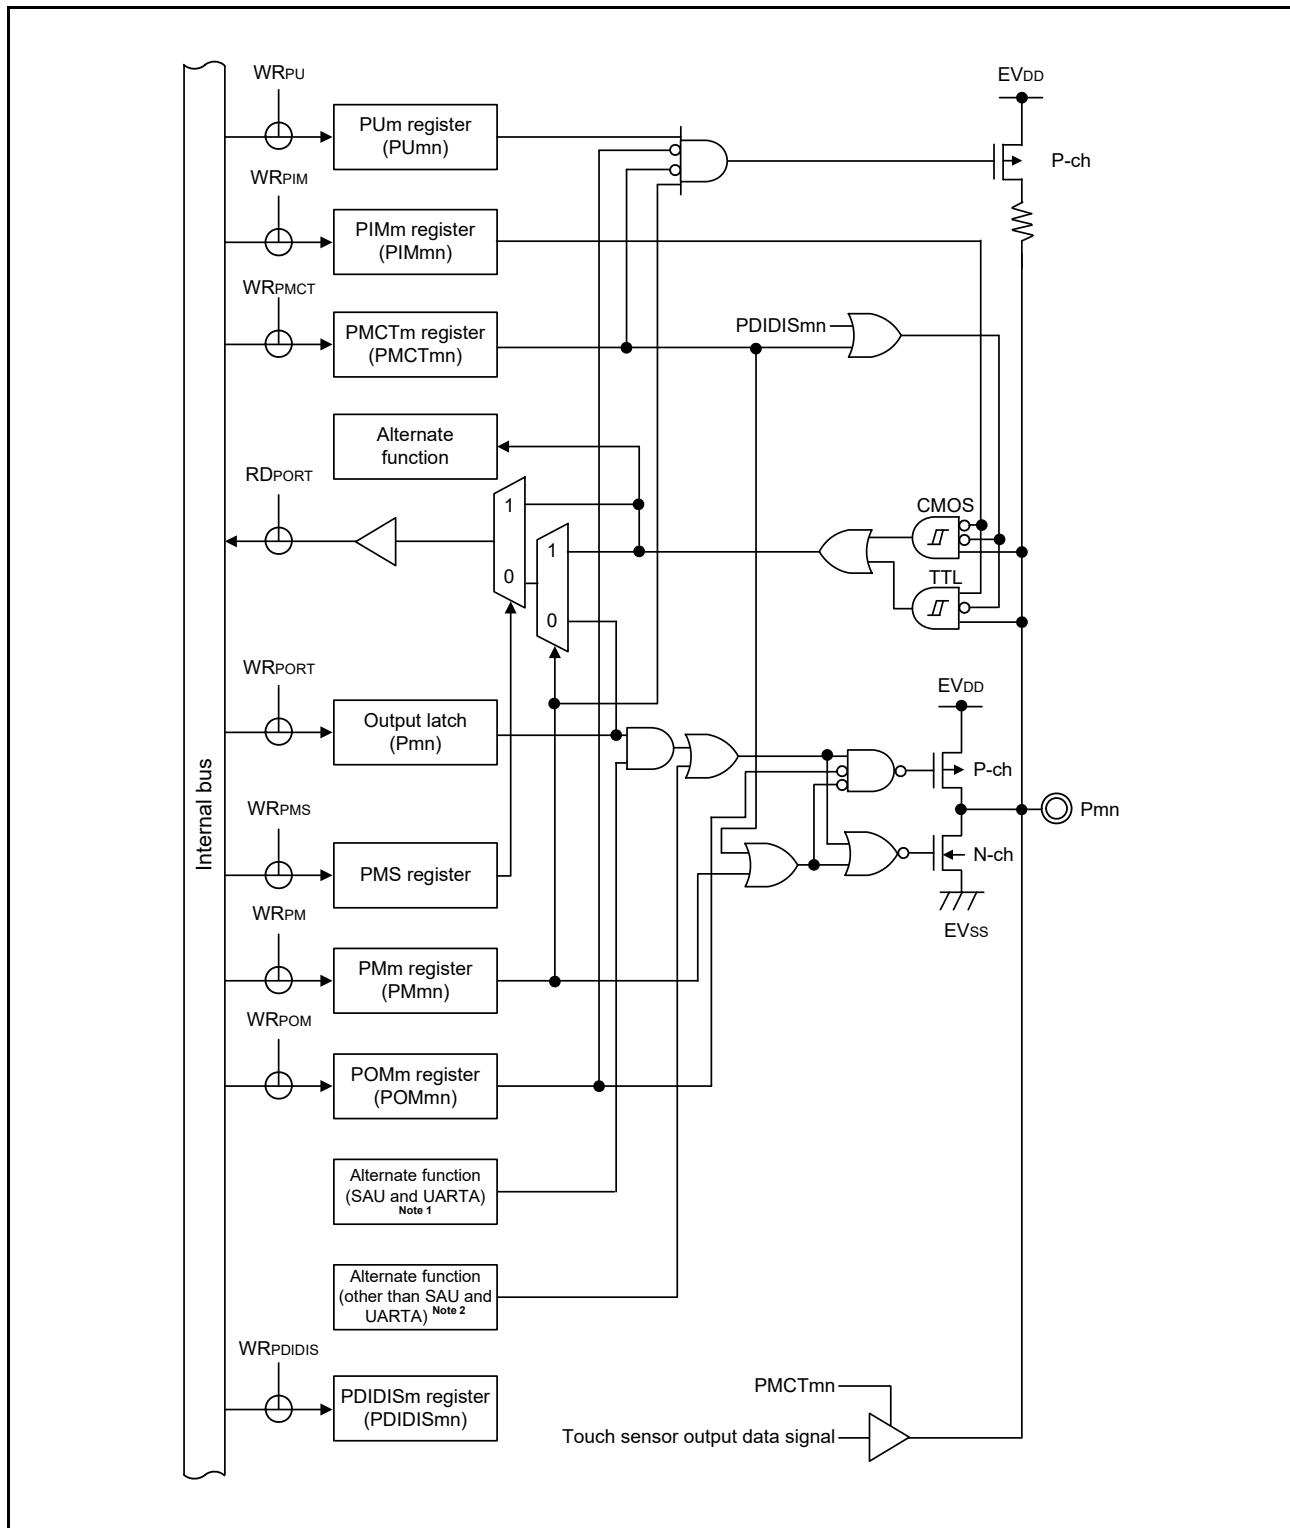 WRPU
PUm register
(PUmn)
EVDD
P-ch
WRPIM
PIMm register
(PIMmn)
WRPMCT
PMCTm register
(PMCTmn)
PDIDISmn
Alternate
function
RDPORT
1
0
1
0
CMOS
TTL
WRPORT
Output latch
(Pmn)
EVDD
P-ch
Pmn
N-ch
EVSS
Internal bus
WRPMS
PMS register
WRPM
PMm register
(PMmn)
WRPOM
POMm register
(POMmn)
Alternate function
(SAU and UARTA)
Note 1
Alternate function
(other than SAU and
UARTA) Note 2
WRPDIDIS
PDIDISm register
(PDIDISmn)
PMCTmn
Touch sensor output data signal